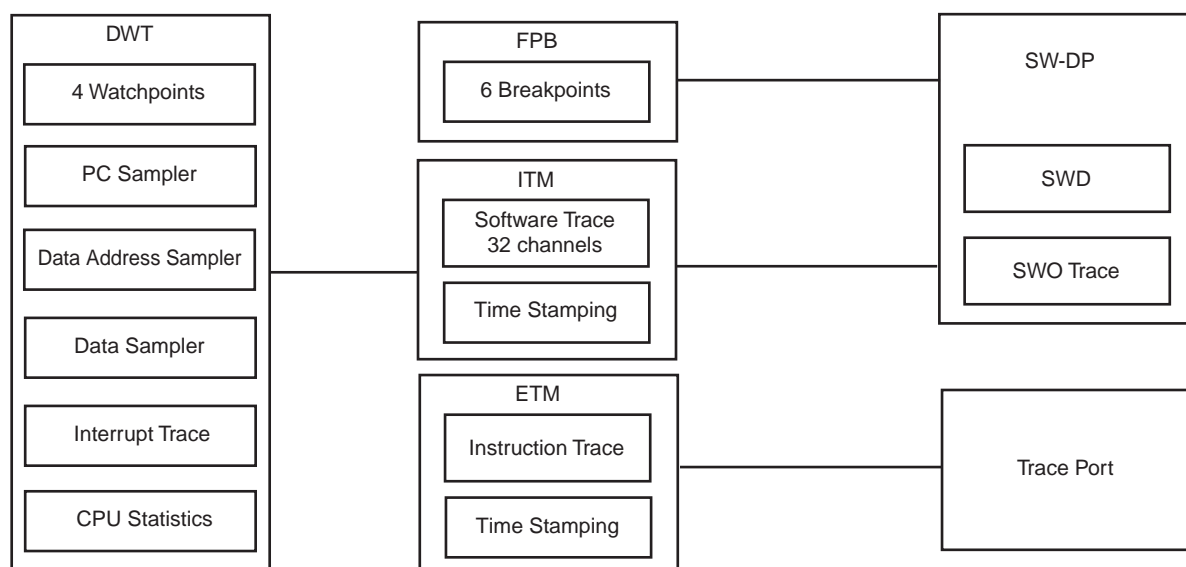 DWT
4 Watchpoints
PC Sampler
Data Address Sampler
Data Sampler
Interrupt Trace
CPU Statistics
FPB
6 Breakpoints
ITM
Software Trace
32 channels
Time Stamping
ETM
Instruction Trace
Time Stamping
SW-DP
SWD
SWO Trace
Trace Port